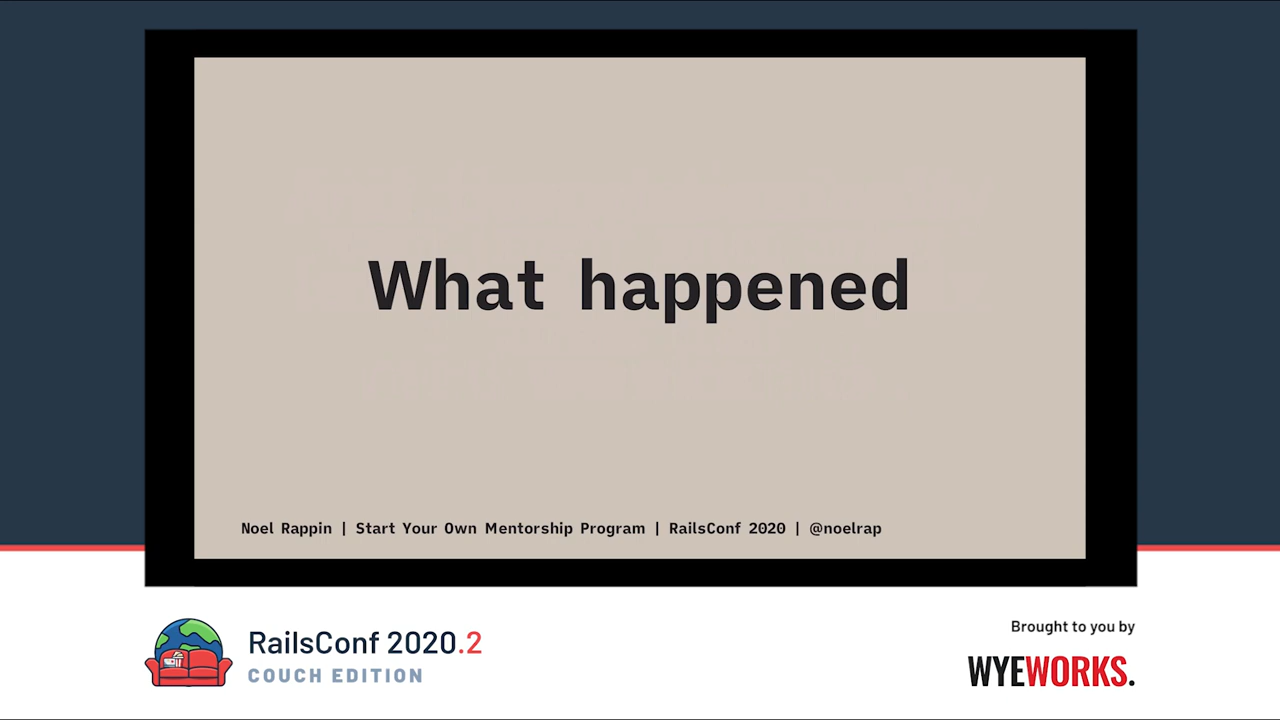 What happened
Noel Rappin | Start Your Own Mentorship Program | RailsConf 2020 | @noelrap
RailsConf 2020.2
COUCH EDITION
Brought to you by
WYEWORKS.